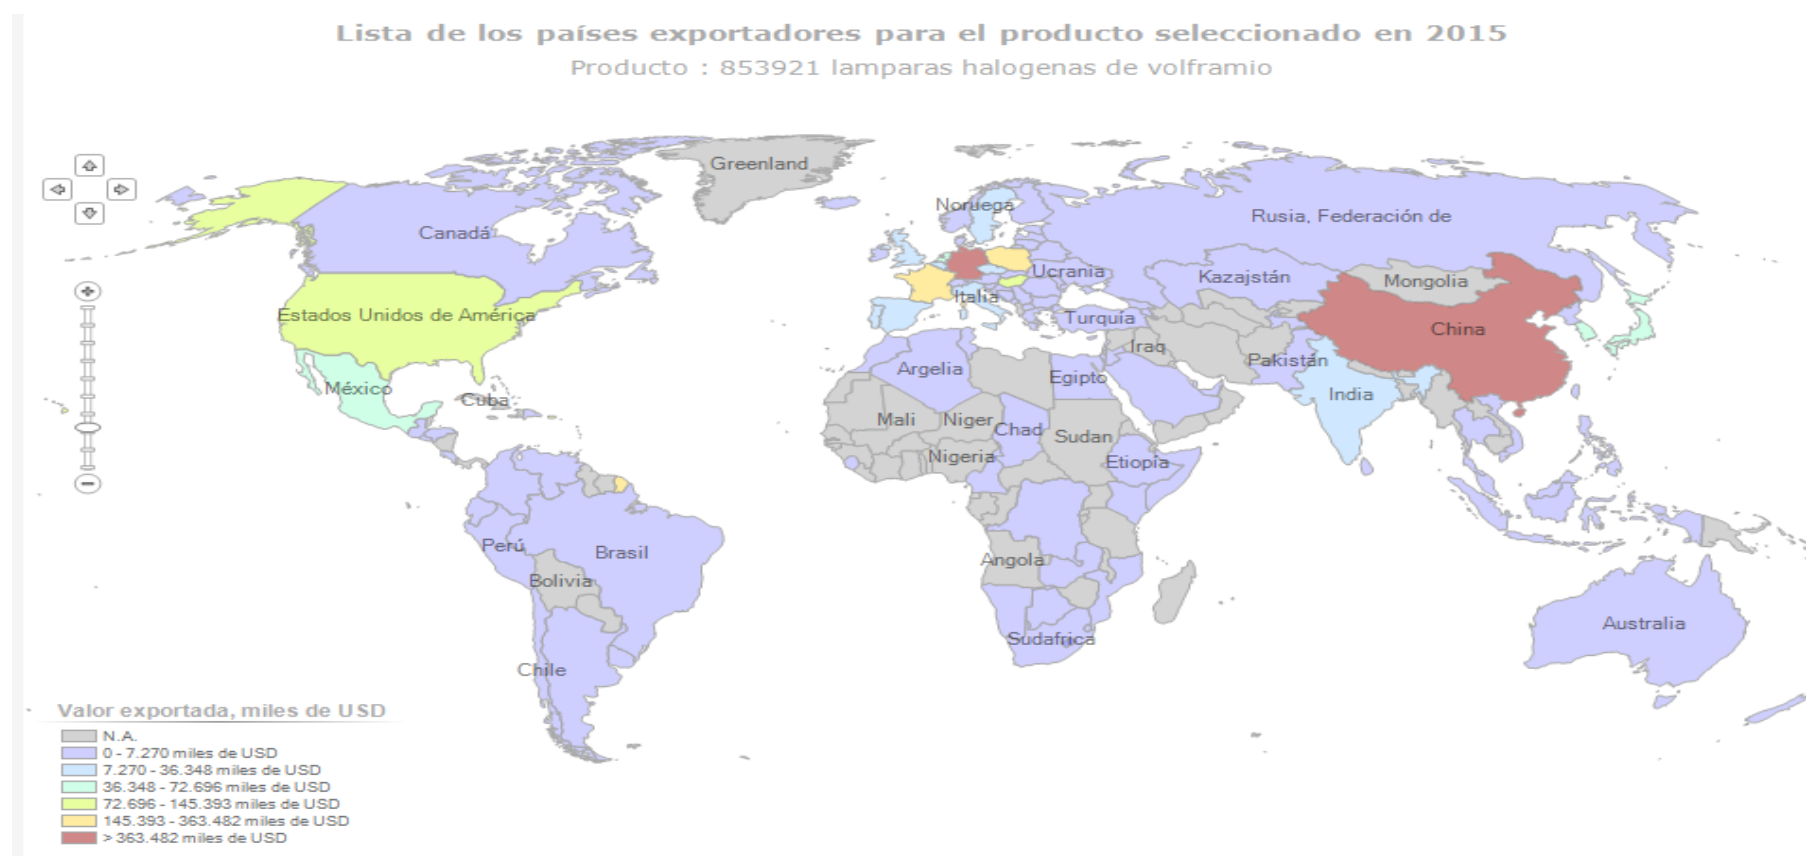 Lista de los países exportadores para el producto seleccionado en 2015
Producto : 853921 lamparas halogenas de volframio
Greenland
Noruega
Rusia, Federación de
Canadá
Ucrania
Kazajstán
Mongolia
Italia
Estados Unidos de América
Turquía
China
Iraq
Pakistán
Argelia
Egipto
México
India
Cuba
Mali
Niger
Chad
Sudan
Nigeria
Etiopia
Perú
Brasil
Angola
Bolivia
Australia
Sudafrica
Chile
Valor exportada, miles de USD
N.A.
0 - 7.270 miles de USD
7.270 - 36.348 miles de USD
36.348 - 72.696 miles de USD
72.696 - 145.393 miles de USD
145.393 - 363.482 miles de USD
> 363.482 miles de USD